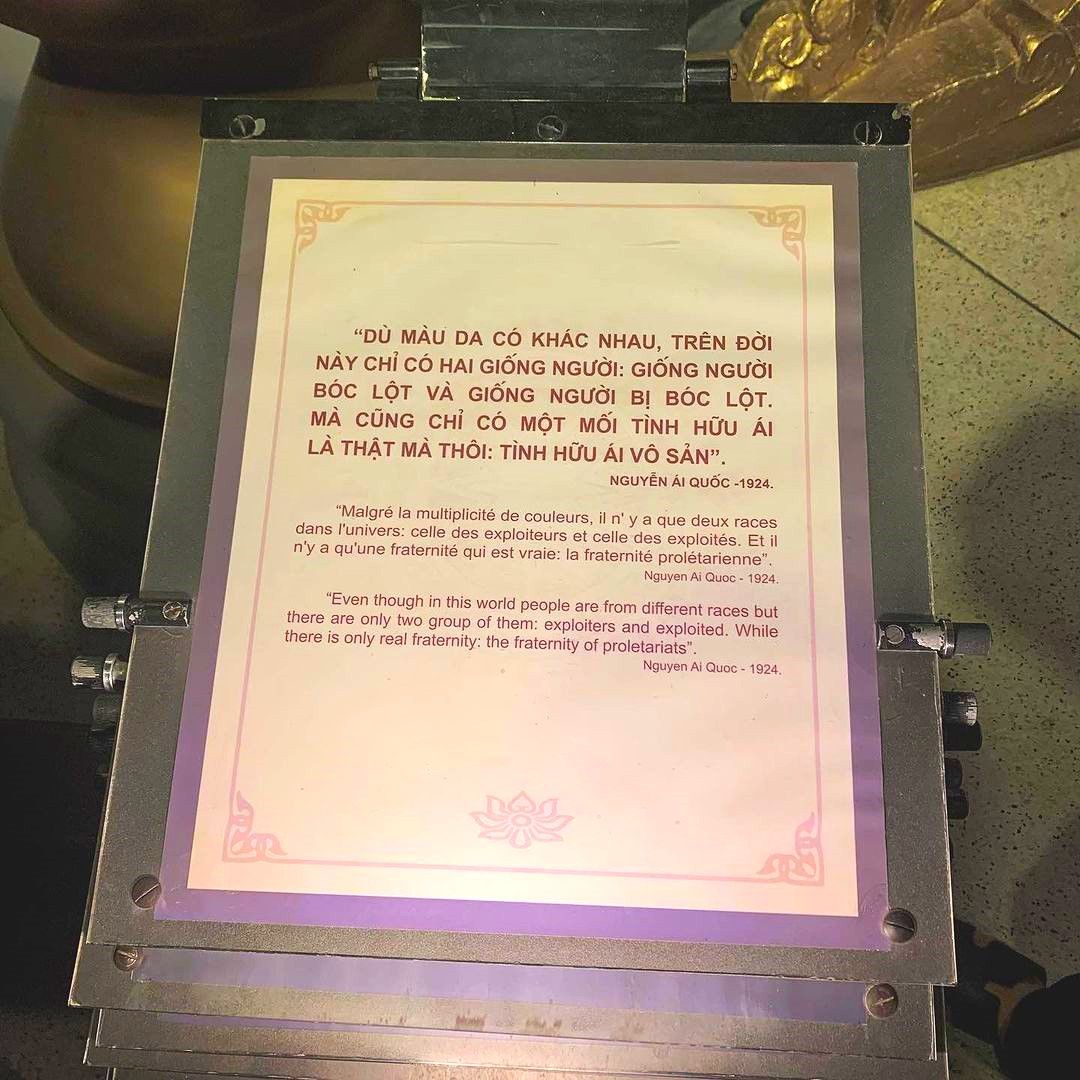 “DÙ MÀU DA CÓ KHÁC NHAU, TRÊN ĐỜI
NÀY CHỈ CÓ HAI GIỐNG NGƯỜI: GIỐNG NGƯỜI
BÓC LỘT VÀ GIỐNG NGƯỜI BỊ BÓC LỘT.
MÀ CŨNG CHỈ CÓ MỘT MỐI TÌNH HỮU ÁI
LÀ THẬT MÀ THÔI: TÌNH HỮU ÁI VÔ SẢN”.
NGUYỄN ÁI QUỐC -1924.
“Malgré la multiplicité de couleurs, il n' y a que deux races
dans l'univers: celle des exploiteurs et celle des exploités. Et il
n'y a qu'une fraternité qui est vraie: la fraternité prolétarienne”.
Nguyen Ai Quoc - 1924.
“Even though in this world people are from different races but
there are only two group of them: exploiters and exploited. While
there is only real fraternity: the fraternity of proletariats”.
Nguyen Ai Quoc - 1924.